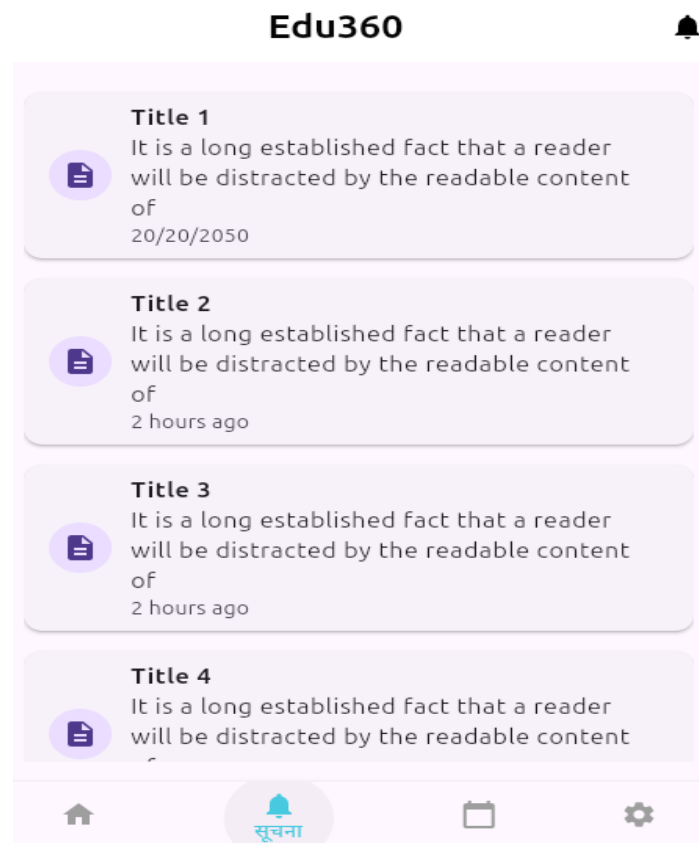 Edu360
Title 1
It is a long established fact that a reader
will be distracted by the readable content
of
20/20/2050
Title 2
It is a long established fact that a reader
will be distracted by the readable content
of
2 hours ago
Title 3
It is a long established fact that a reader
will be distracted by the readable content
of
2 hours ago
Title 4
It is a long established fact that a reader
will be distracted by the readable content
सूचना